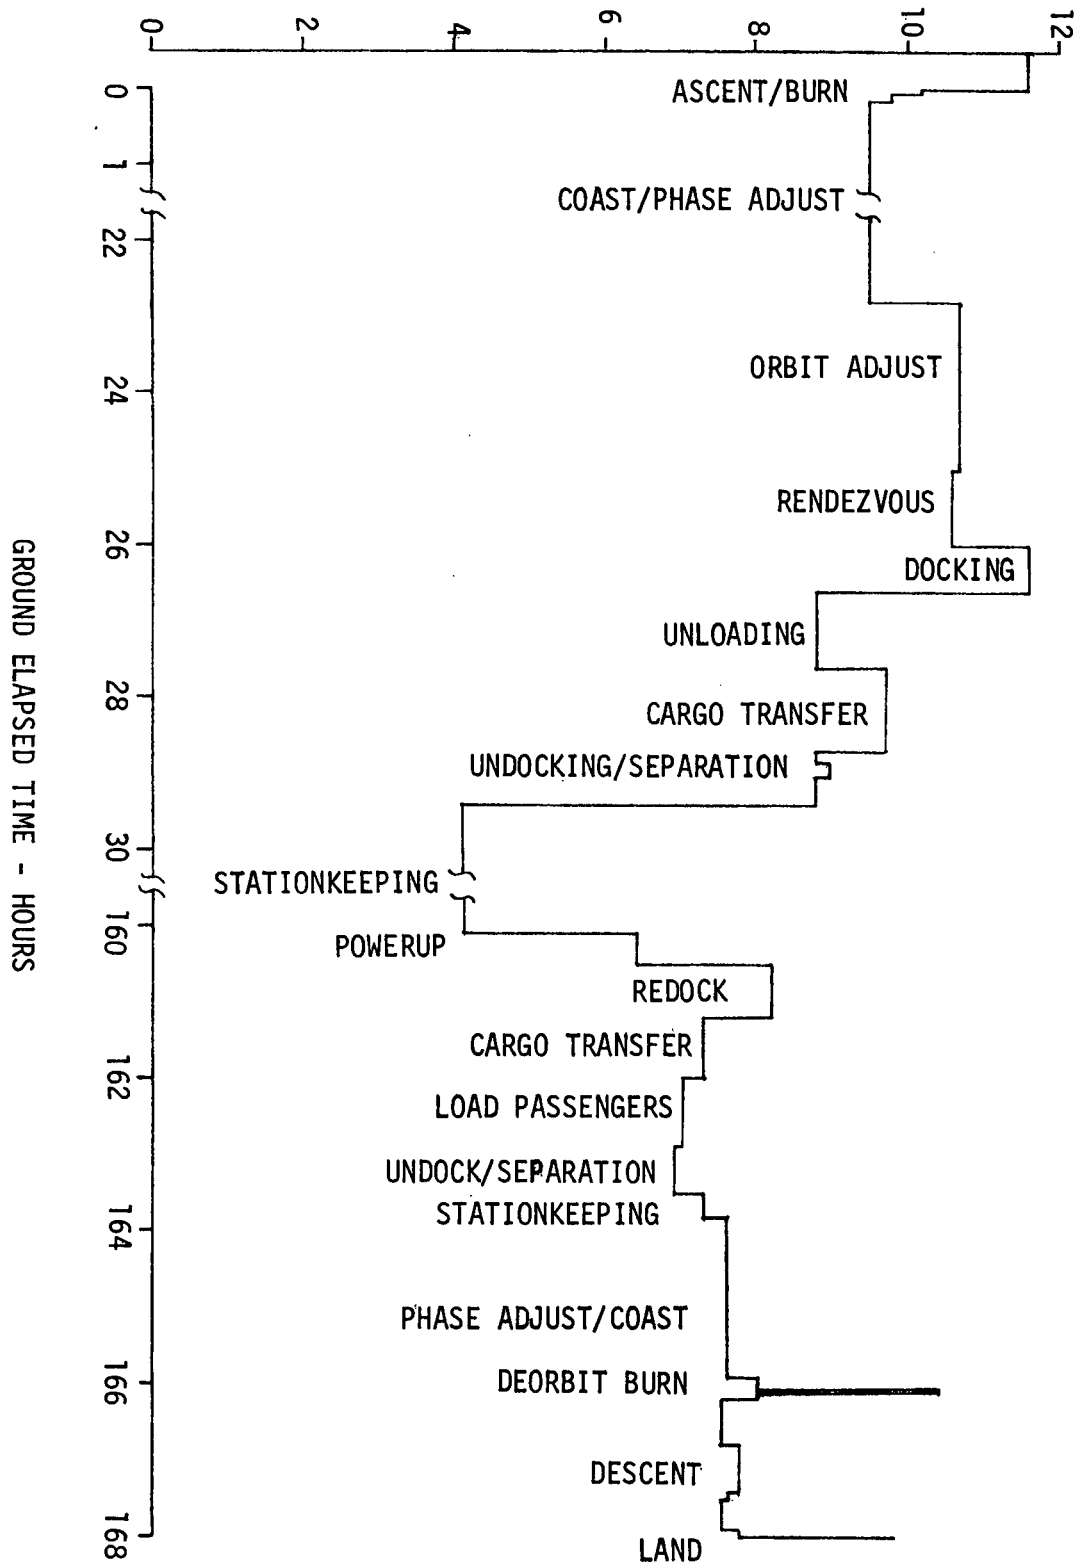 0 2 4 6 8 10 12
ASCENT/BURN
0
1
COAST/PHASE ADJUST
22
ORBIT ADJUST
24
RENDEZVOUS
26
DOCKING
UNLOADING
28
CARGO TRANSFER
UNDOCKING/SEPARATION
30
STATIONKEEPING
160
POWERUP
REDOCK
CARGO TRANSFER
162
LOAD PASSENGERS
UNDOCK/SEPARATION
STATIONKEEPING
164
PHASE ADJUST/COAST
166
DEORBIT BURN
DESCENT
168
LAND
GROUND ELAPSED TIME - HOURS